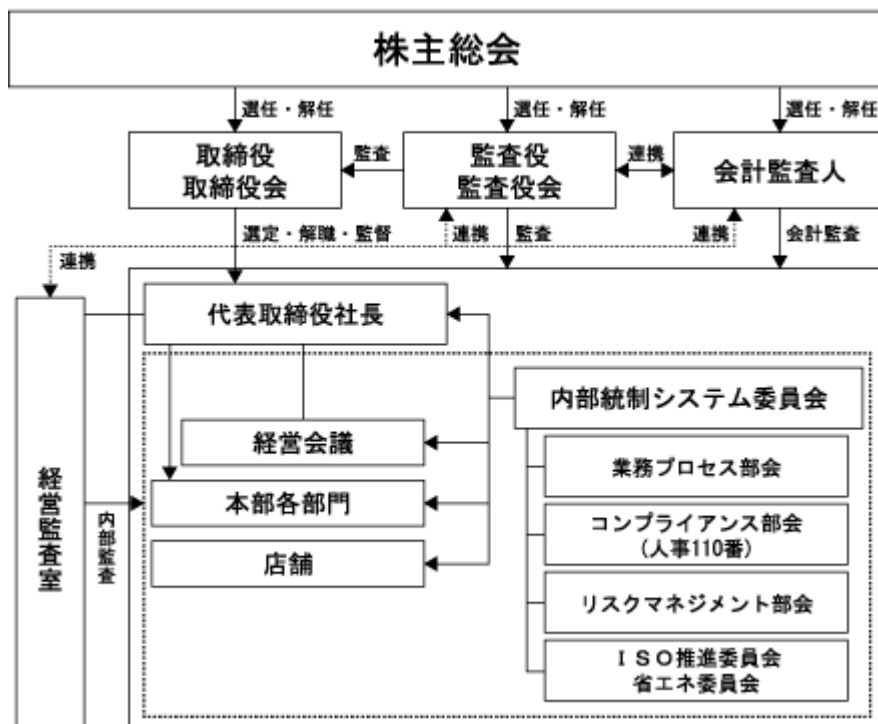 株主総会
選任・解任
選任・解任
選任・解任
取締役
取締役会
監査
監査役
監査役会
連携
会計監査人
選定・解職・監督
連携
監査
連携
会計監査
連携
代表取締役社長
内部統制システム委員会
経営会議
業務プロセス部会
本部各部門
コンプライアンス部会
(人事110番)
店舗
リスクマネジメント部会
ISO推進委員会
省エネ委員会
経営監査室
内部監査